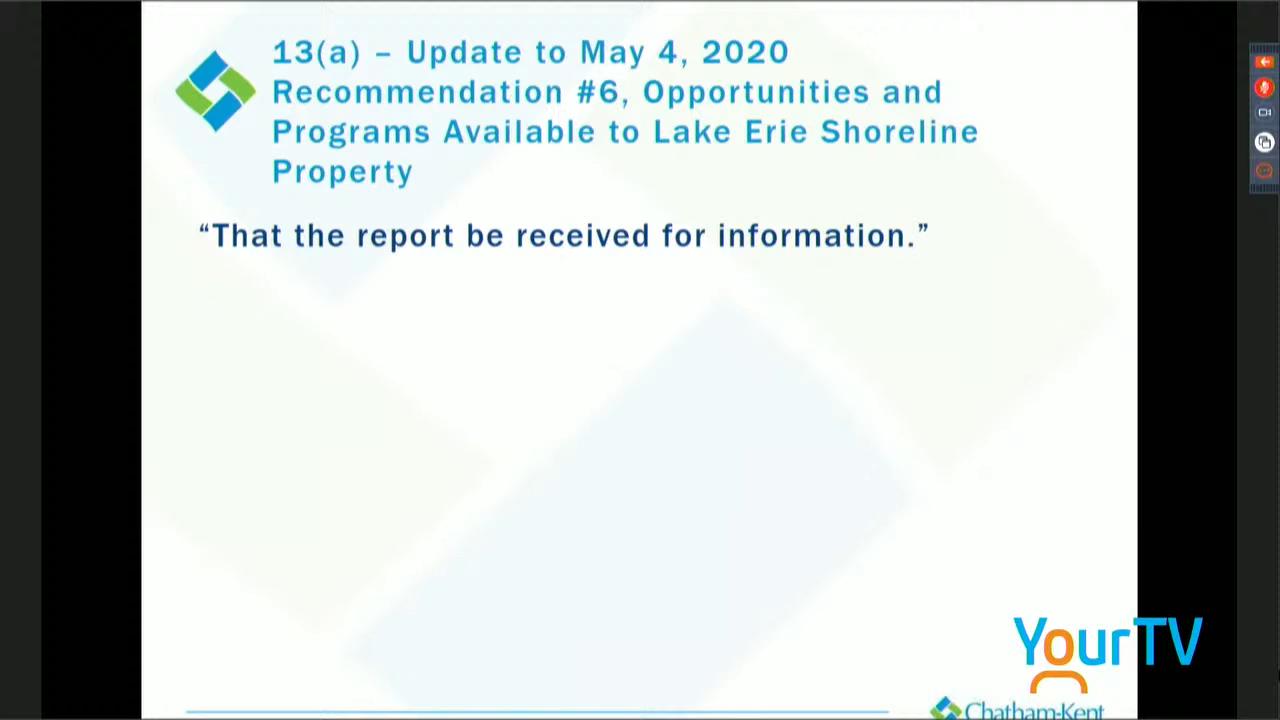 13(a) – Update to May 4, 2020
Recommendation #6, Opportunities and
Programs Available to Lake Erie Shoreline
Property
“That the report be received for information.”
YourTV
Chatham-Kent